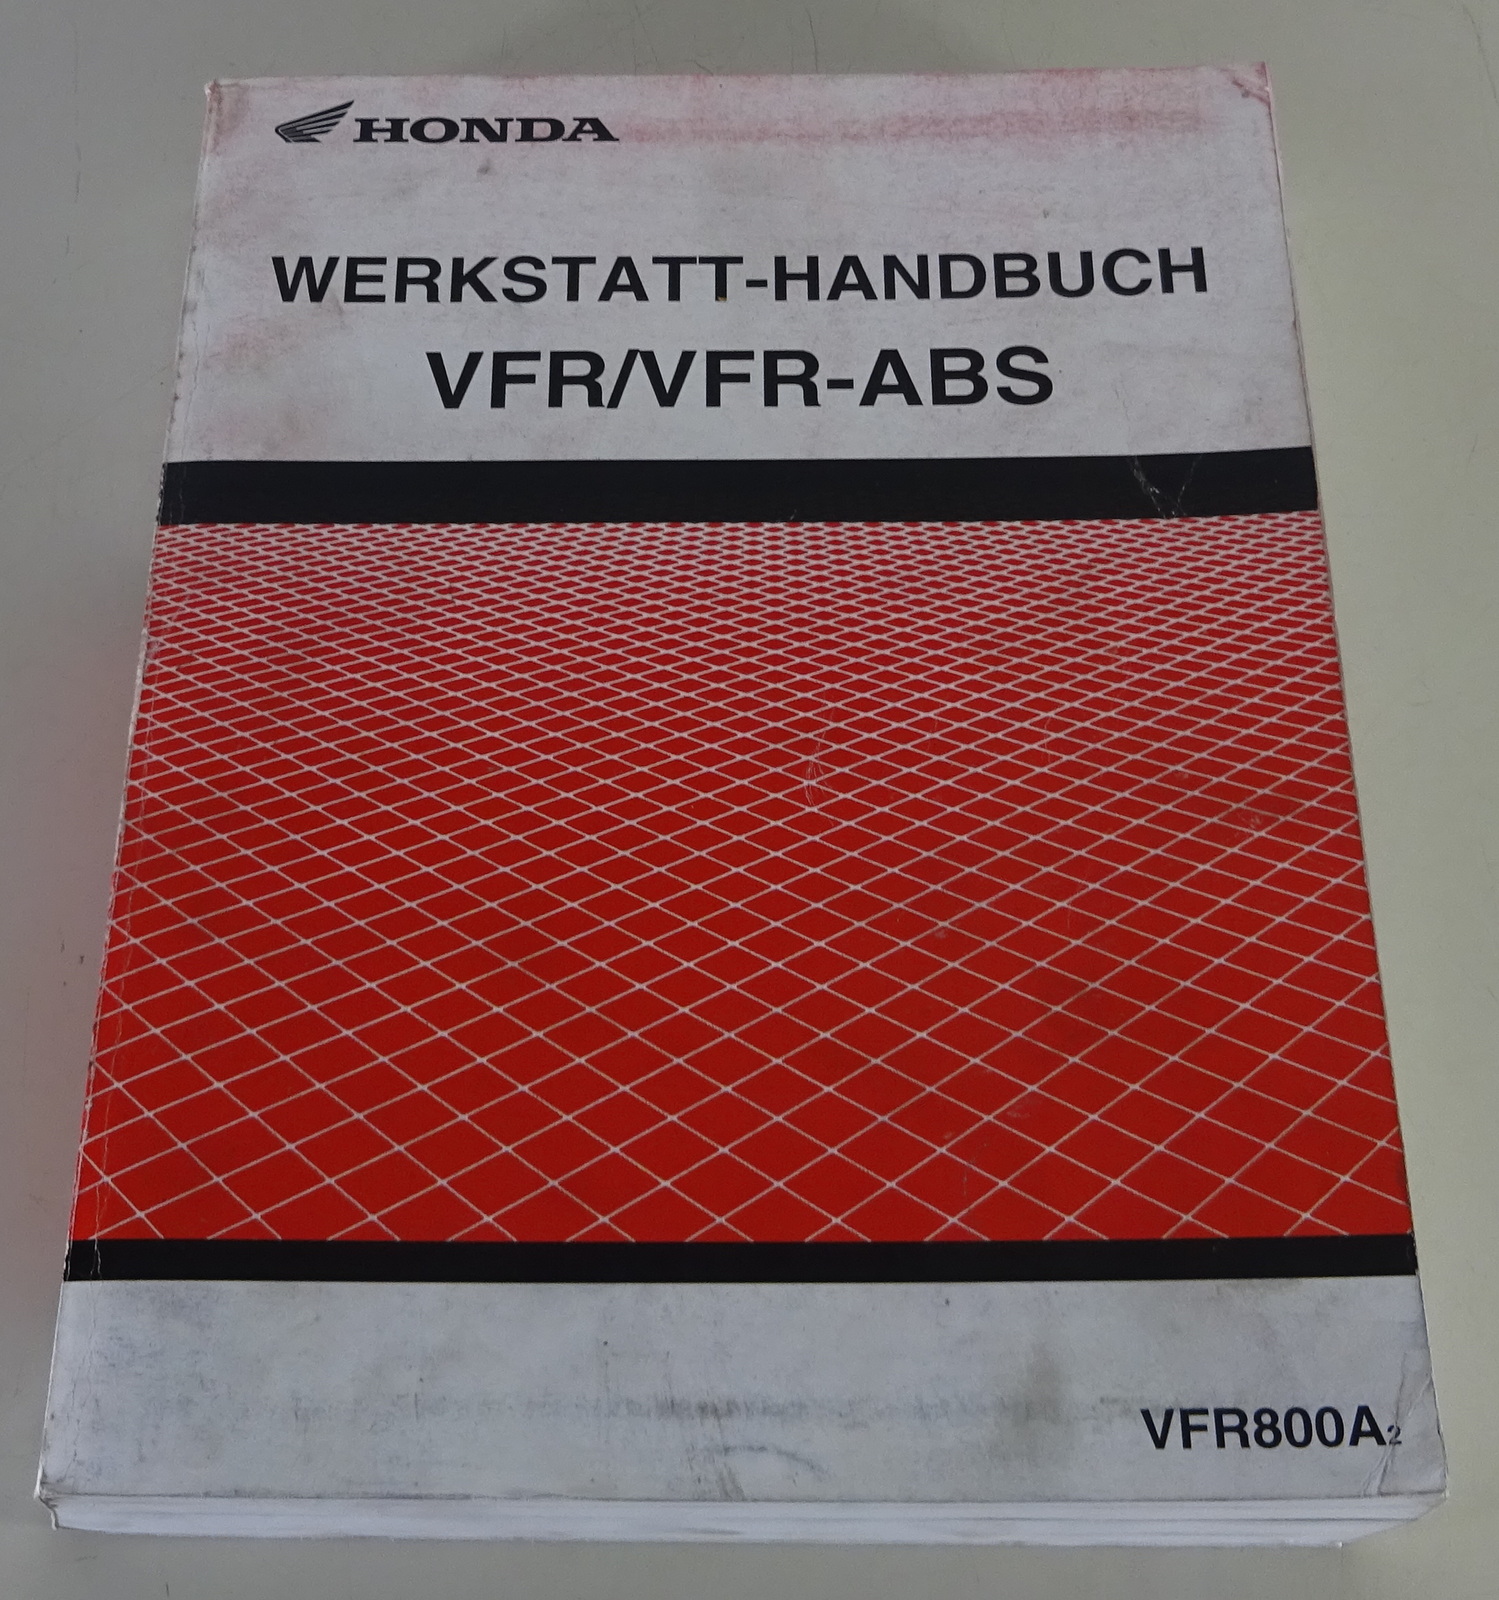 HONDA
WERKSTATT-HANDBUCH
VFR/VFR-ABS
VFR800A2